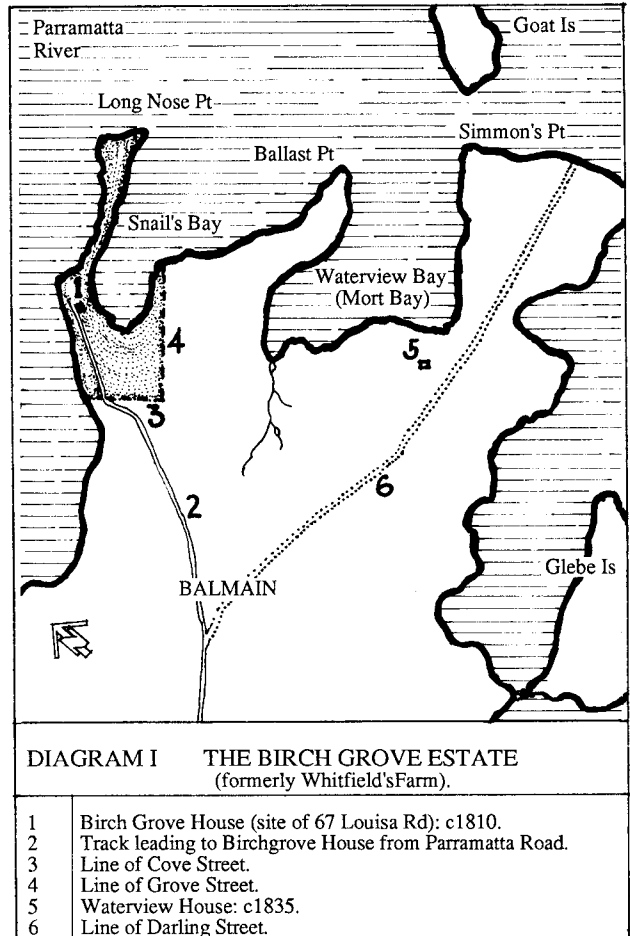 Parramatta
River
Goat Is
Long Nose Pt
Simmon's Pt
Ballast Pt
Snail's Bay
Waterview Bay
(Mort Bay)
1
4
5
3
6
2
Glebe Is
BALMAIN
DIAGRAM I THE BIRCH GROVE ESTATE
(formerly Whitfield'sFarm).
1 Birch Grove House (site of 67 Louisa Rd): c1810.
2 Track leading to Birchgrove House from Parramatta Road.
3 Line of Cove Street.
4 Line of Grove Street.
5 Waterview House: c1835.
6 Line of Darling Street.